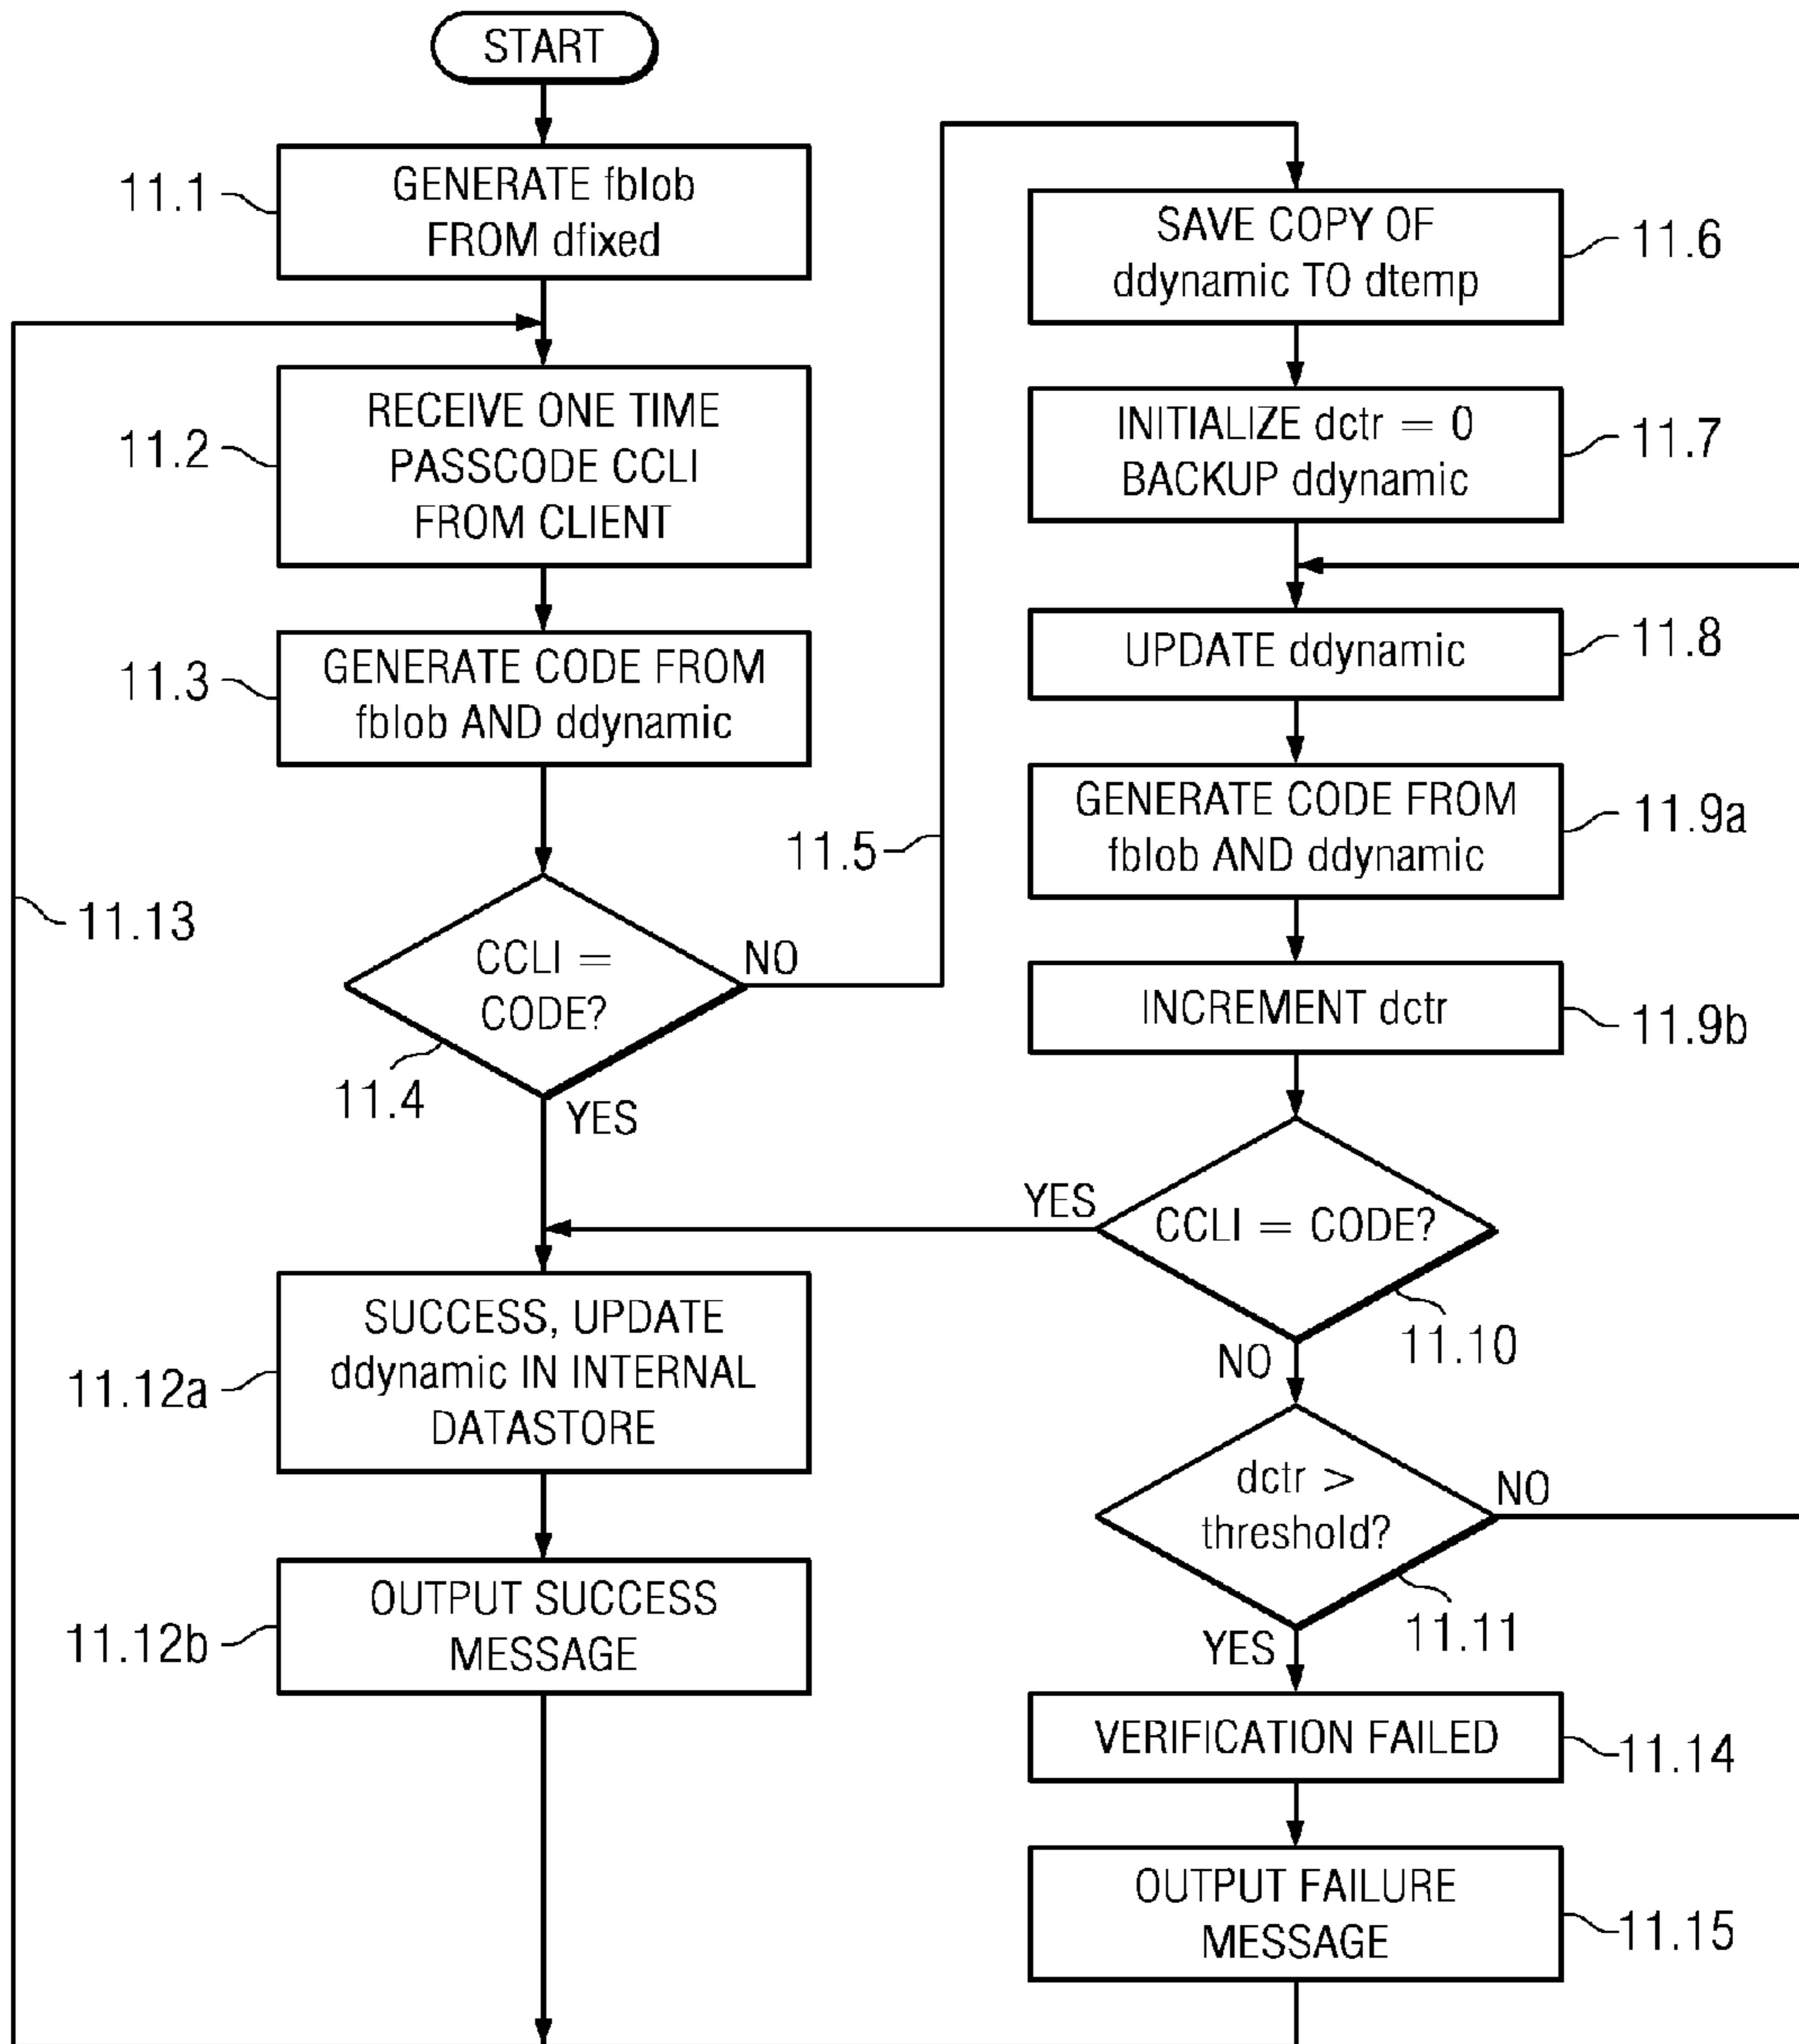 START
11.1
GENERATE fblob
FROM dfixed
11.2
RECEIVE ONE TIME
PASSCODE CCLI
FROM CLIENT
11.3
GENERATE CODE FROM
fblob AND ddynamic
11.13
CCLI =
CODE?
NO
11.4
YES
11.5
11.12a
SUCCESS, UPDATE
ddynamic IN INTERNAL
DATASTORE
11.12b
OUTPUT SUCCESS
MESSAGE
SAVE COPY OF
ddynamic TO dtemp
11.6
INITIALIZE dctr = 0
BACKUP ddynamic
11.7
UPDATE ddynamic
11.8
GENERATE CODE FROM
fblob AND ddynamic
11.9a
INCREMENT dctr
11.9b
YES
CCLI = CODE?
11.10
NO
dctr >
threshold?
NO
11.11
YES
VERIFICATION FAILED
11.14
OUTPUT FAILURE
MESSAGE
11.15